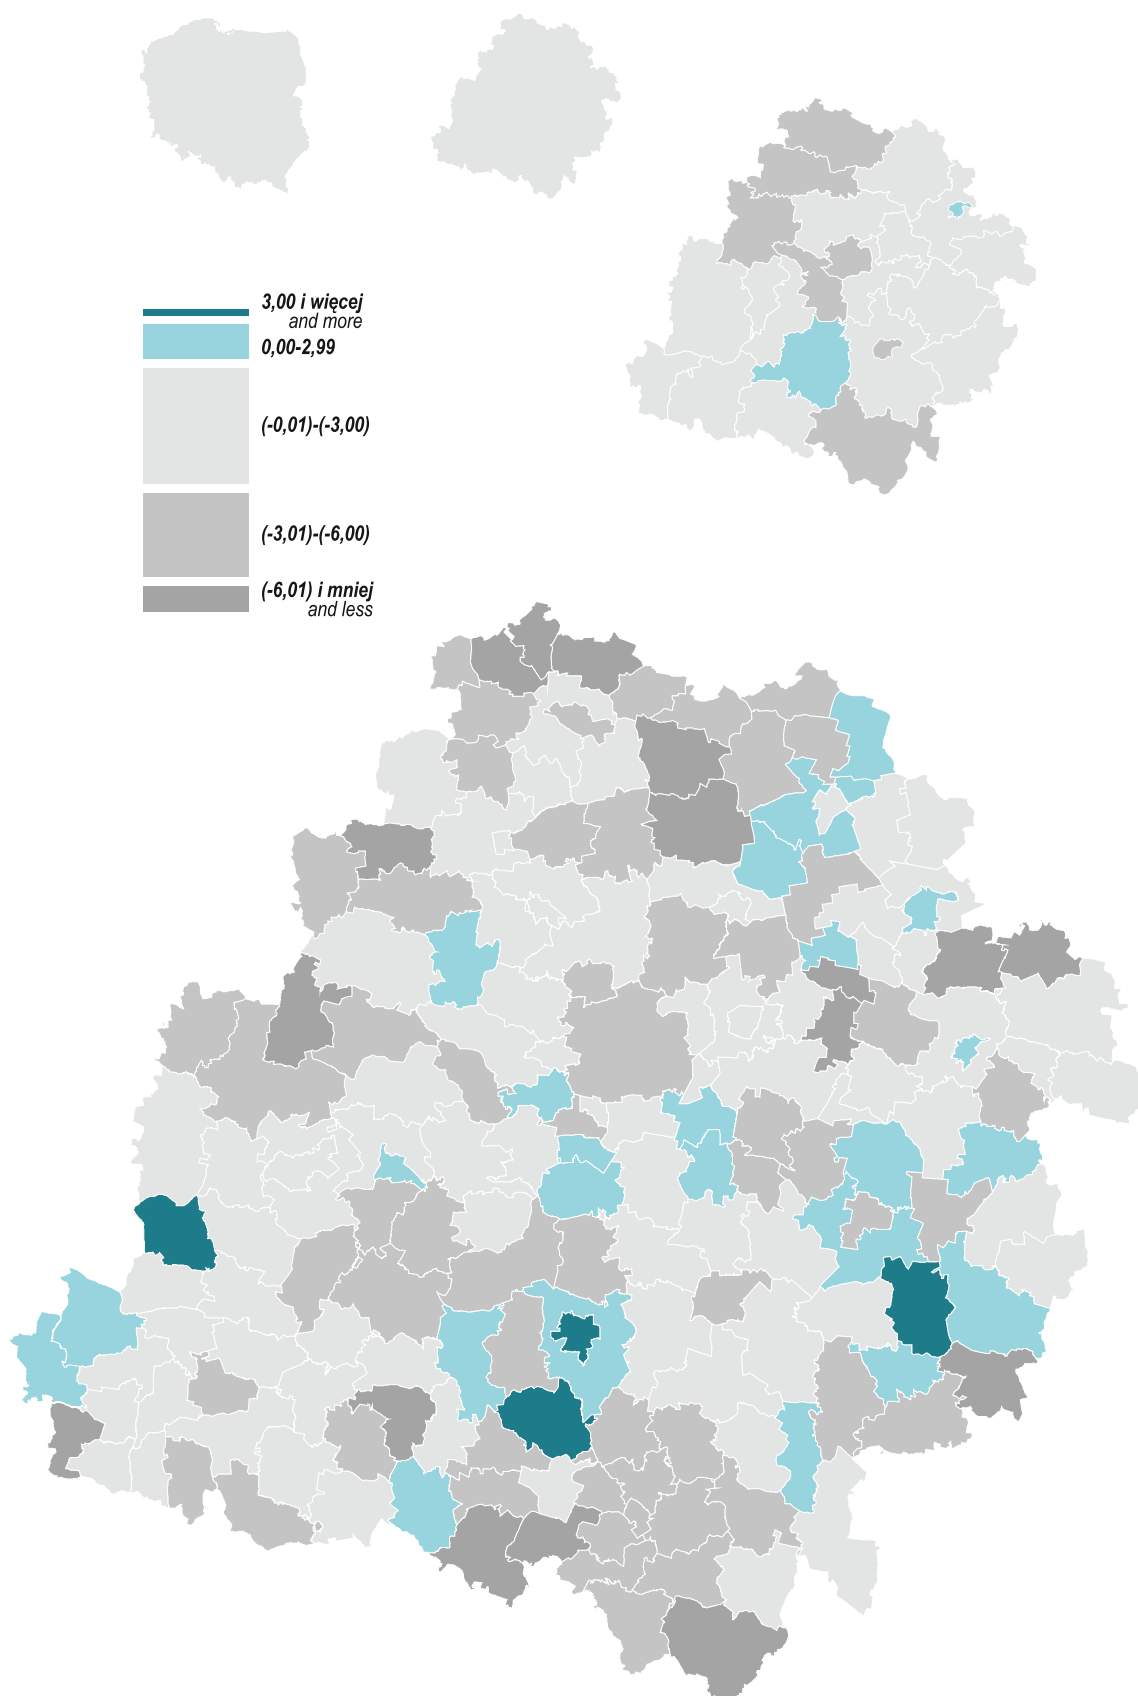 3,00 i więcej
and more
0,00-2,99
(-0,01)-(-3,00)
(-3,01)-(-6,00)
(-6,01) i mniej
and less